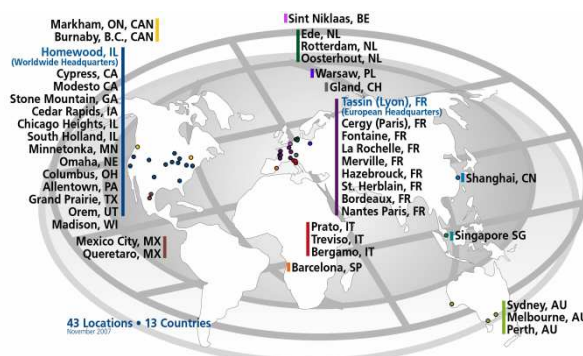 Markham, ON, CAN
Burnaby, B.C., CAN
Homewood, IL
(Worldwide Headquarters)
Cypress, CA
Modesto CA
Stone Mountain, GA
Cedar Rapids, IA
Chicago Heights, IL
South Holland, IL
Minnetonka, MN
Omaha, NE
Columbus, OH
Allentown, PA
Grand Prairie, TX
Orem, UT
Madison, WI
Mexico City, MX
Queretaro, MX
Sint Niklaas, BE
Ede, NL
Rotterdam, NL
Oosterhout, NL
Warsaw, PL
Gland, CH
Tassin (Lyon), FR
(European Headquarters)
Cergy (Paris), FR
Fontaine, FR
La Rochelle, FR
Merville, FR
Hazebrouck, FR
St. Herblain, FR
Bordeaux, FR
Nantes Paris, FR
Prato, IT
Treviso, IT
Bergamo, IT
Barcelona, SP
Shanghai, CN
Singapore SG
Sydney, AU
Melbourne, AU
Perth, AU
43 Locations • 13 Countries
November 2007